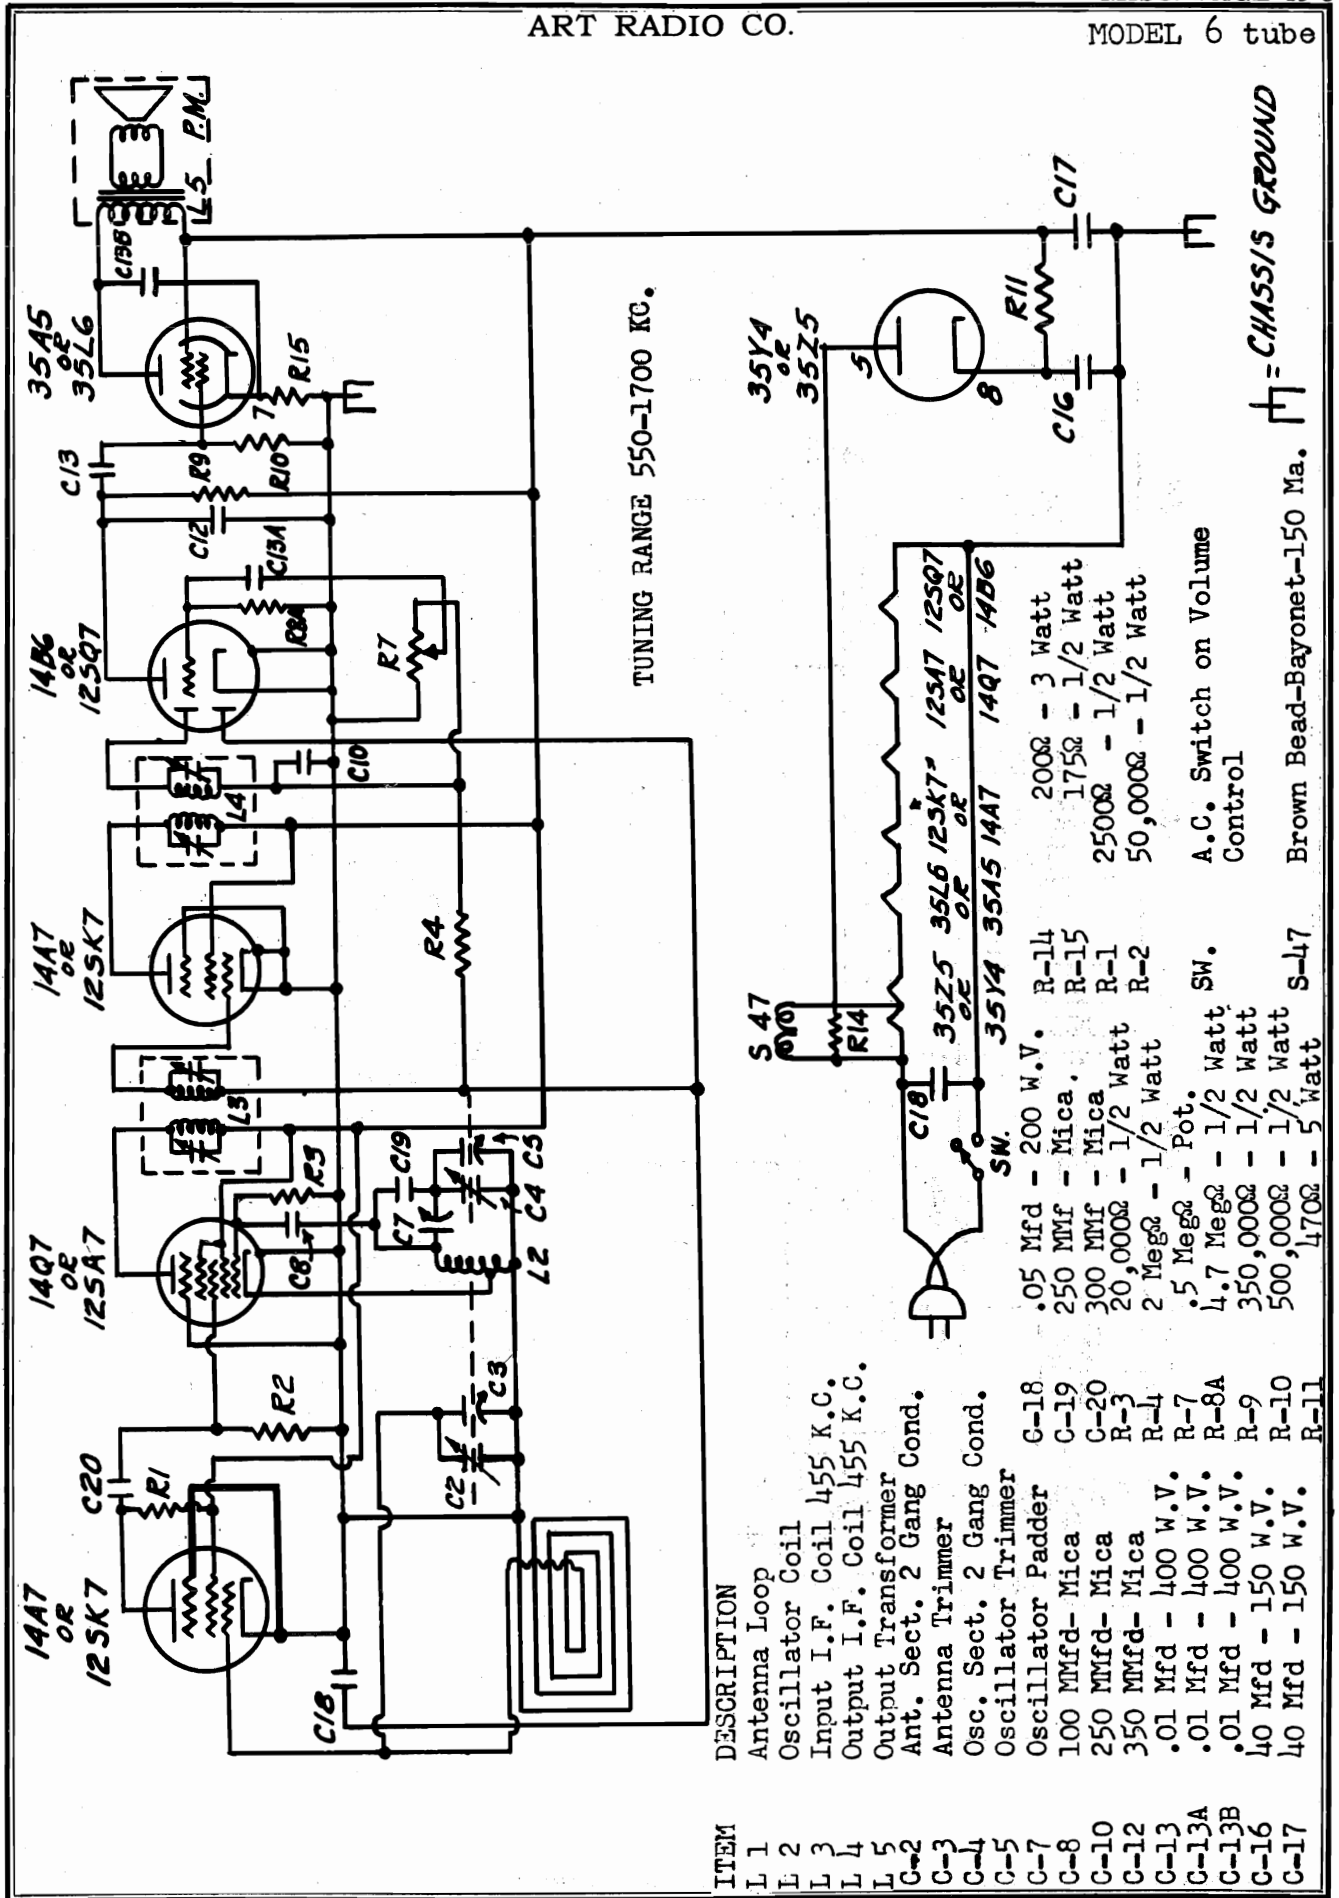 ART RADIO CO.
MODEL 6 tube
14A7
OR
12SK7
C20
R1
R2
14Q7
OR
12SA7
L3
R3
C8
C19
C7
C4
C5
L2
C3
C2
C18
14A7
OR
12SK7
L4
R4
C10
14B6
OR
12SQ7
R8A
C13A
R7
C12
R9
C13
R10
35A5
OR
35L6
7
R15
C13B
L5
P.M.
TUNING RANGE 550-1700 KC.
35Y4
OR
35Z5
5
8
R11
C16
C17
= CHASSIS GROUND
S 47
R14
C18
SW.
35Z5 35L6 12SK7 12SA7 12SQ7
OR OR OR OR OR
35Y4 35A5 14A7 14Q7 14B6
ITEM DESCRIPTION
L 1 Antenna Loop
L 2 Oscillator Coil
L 3 Input I.F. Coil 455 K.C.
L 4 Output I.F. Coil 455 K.C.
L 5 Output Transformer
C-2 Ant. Sect. 2 Gang Cond.
C-3 Antenna Trimmer
C-4 Osc. Sect. 2 Gang Cond.
C-5 Oscillator Trimmer
C-7 Oscillator Padder
C-8 100 MMfd- Mica
C-10 250 MMfd- Mica
C-12 350 MMfd- Mica
C-13 .01 Mfd - 400 W.V.
C-13A .01 Mfd - 400 W.V.
C-13B .01 Mfd - 400 W.V.
C-16 40 Mfd - 150 W.V.
C-17 40 Mfd - 150 W.V.
C-18 .05 Mfd - 200 W.V.
C-19 250 MMf - Mica.
C-20 300 MMf - Mica
R-3 20,000Ω - 1/2 Watt
R-4 2 MegΩ - 1/2 Watt
R-7 .5 MegΩ - Pot.
R-8A 4.7 MegΩ - 1/2 Watt
R-9 350,000Ω - 1/2 Watt
R-10 500,000Ω - 1/2 Watt
R-11 470Ω - 5 Watt
R-14 200Ω - 3 Watt
R-15 175Ω - 1/2 Watt
R-1 2500Ω - 1/2 Watt
R-2 50,000Ω - 1/2 Watt
SW. A.C. Switch on Volume
Control
S-47 Brown Bead-Bayonet-150 Ma.